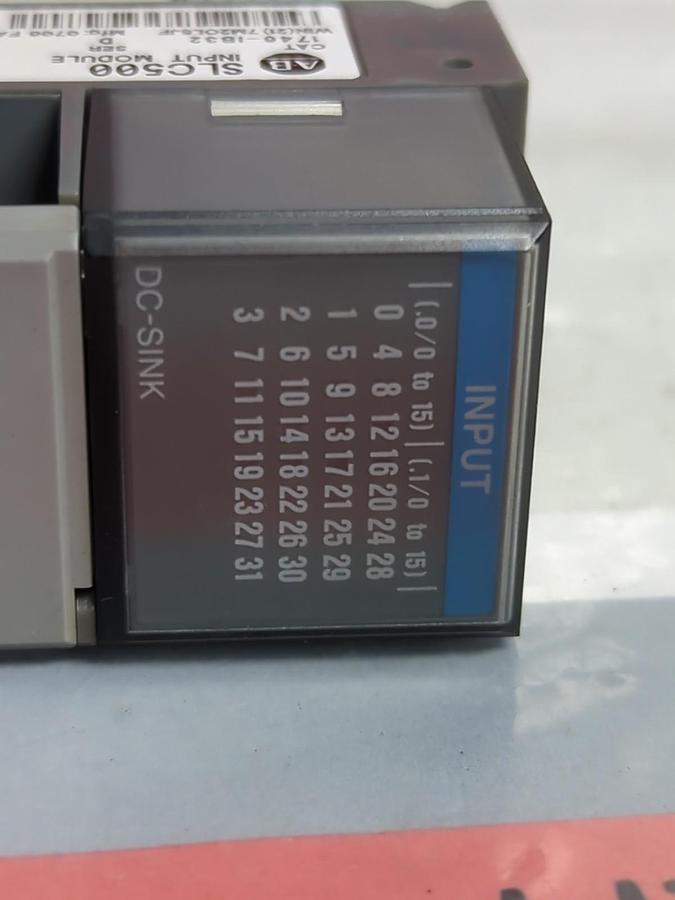 AB SLC500
INPUT MODULE
CAT SER
1746-IB32 D
INPUT
(.0/0 to 15) (.1/0 to 15)
0 4 8 12 16 20 24 28
1 5 9 13 17 21 25 29
2 6 10 14 18 22 26 30
3 7 11 15 19 23 27 31
DC-SINK